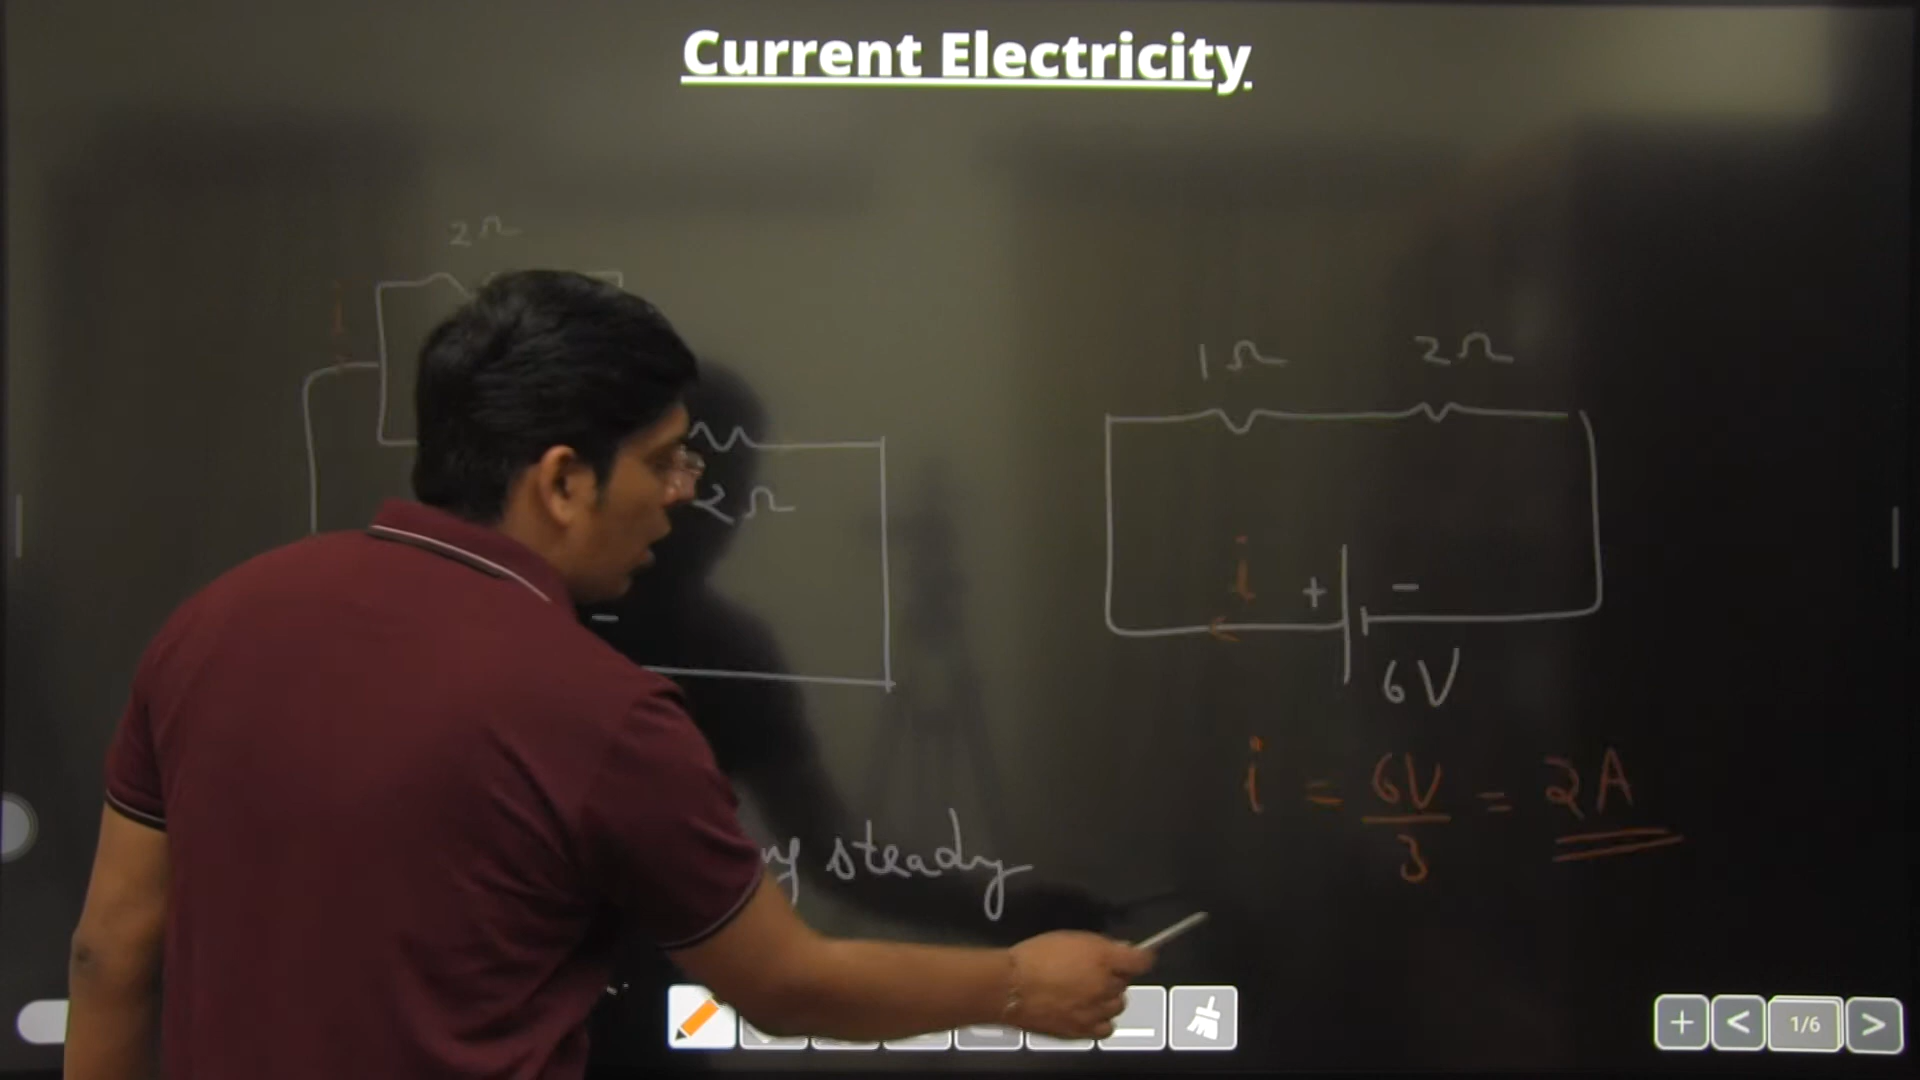 Current Electricity
2Ω
i
2Ω
−
steady
1Ω 2Ω
i + −
6V
i = 6V/3 = 2A
+ < 1/6 >